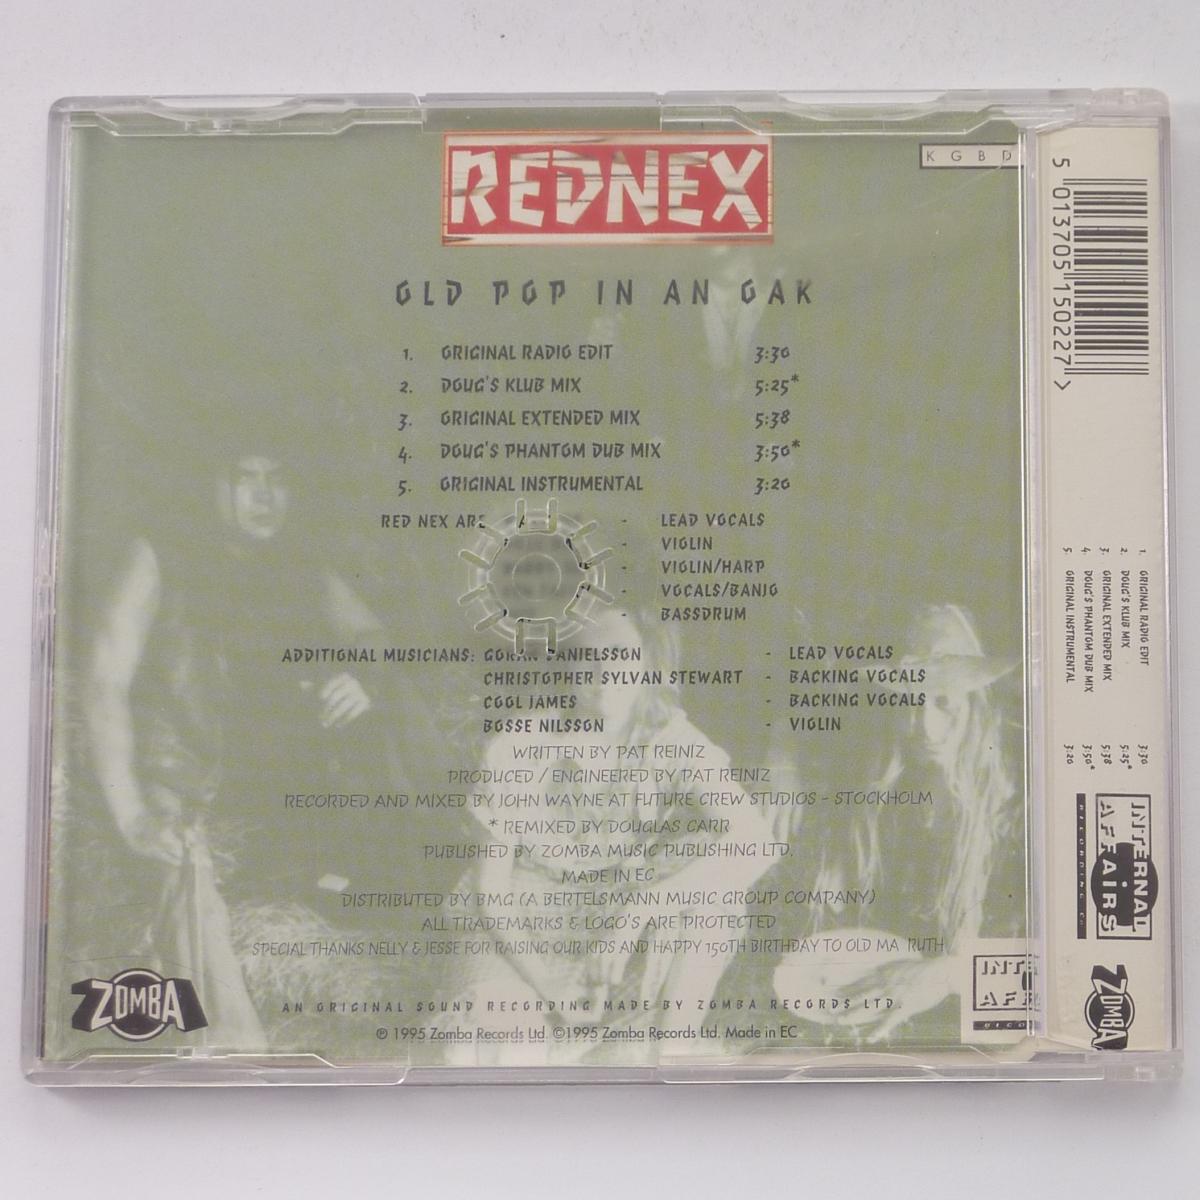 REDNEX
K G B D
OLD POP IN AN OAK
1. ORIGINAL RADIO EDIT 3:30
2. DOUG'S KLUB MIX 5:25*
3. ORIGINAL EXTENDED MIX 5:38
4. DOUG'S PHANTOM DUB MIX 3:50*
5. ORIGINAL INSTRUMENTAL 3:20
RED NEX ARE - LEAD VOCALS
- VIOLIN
- VIOLIN/HARP
- VOCALS/BANJO
- BASSDRUM
ADDITIONAL MUSICIANS: GORAN DANIELSSON - LEAD VOCALS
CHRISTOPHER SYLVAN STEWART - BACKING VOCALS
COOL JAMES - BACKING VOCALS
BOSSE NILSSON - VIOLIN
WRITTEN BY PAT REINIZ
PRODUCED / ENGINEERED BY PAT REINIZ
RECORDED AND MIXED BY JOHN WAYNE AT FUTURE CREW STUDIOS - STOCKHOLM
* REMIXED BY DOUGLAS CARR
PUBLISHED BY ZOMBA MUSIC PUBLISHING LTD.
MADE IN EC
DISTRIBUTED BY BMG (A BERTELSMANN MUSIC GROUP COMPANY)
ALL TRADEMARKS & LOGO'S ARE PROTECTED
SPECIAL THANKS NELLY & JESSE FOR RAISING OUR KIDS AND HAPPY 150TH BIRTHDAY TO OLD MA RUTH
AN ORIGINAL SOUND RECORDING MADE BY ZOMBA RECORDS LTD.
℗ 1995 Zomba Records Ltd. ©1995 Zomba Records Ltd. Made in EC
ZOMBA
INTE
AFF
RECO
5 013705 150227 >
1. ORIGINAL RADIO EDIT 3:30
2. DOUG'S KLUB MIX 5:25*
3. ORIGINAL EXTENDED MIX 5:38
4. DOUG'S PHANTOM DUB MIX 3:50*
5. ORIGINAL INSTRUMENTAL 3:20
INTERNAL
AFFAIRS
RECORDING Co
ZOMBA